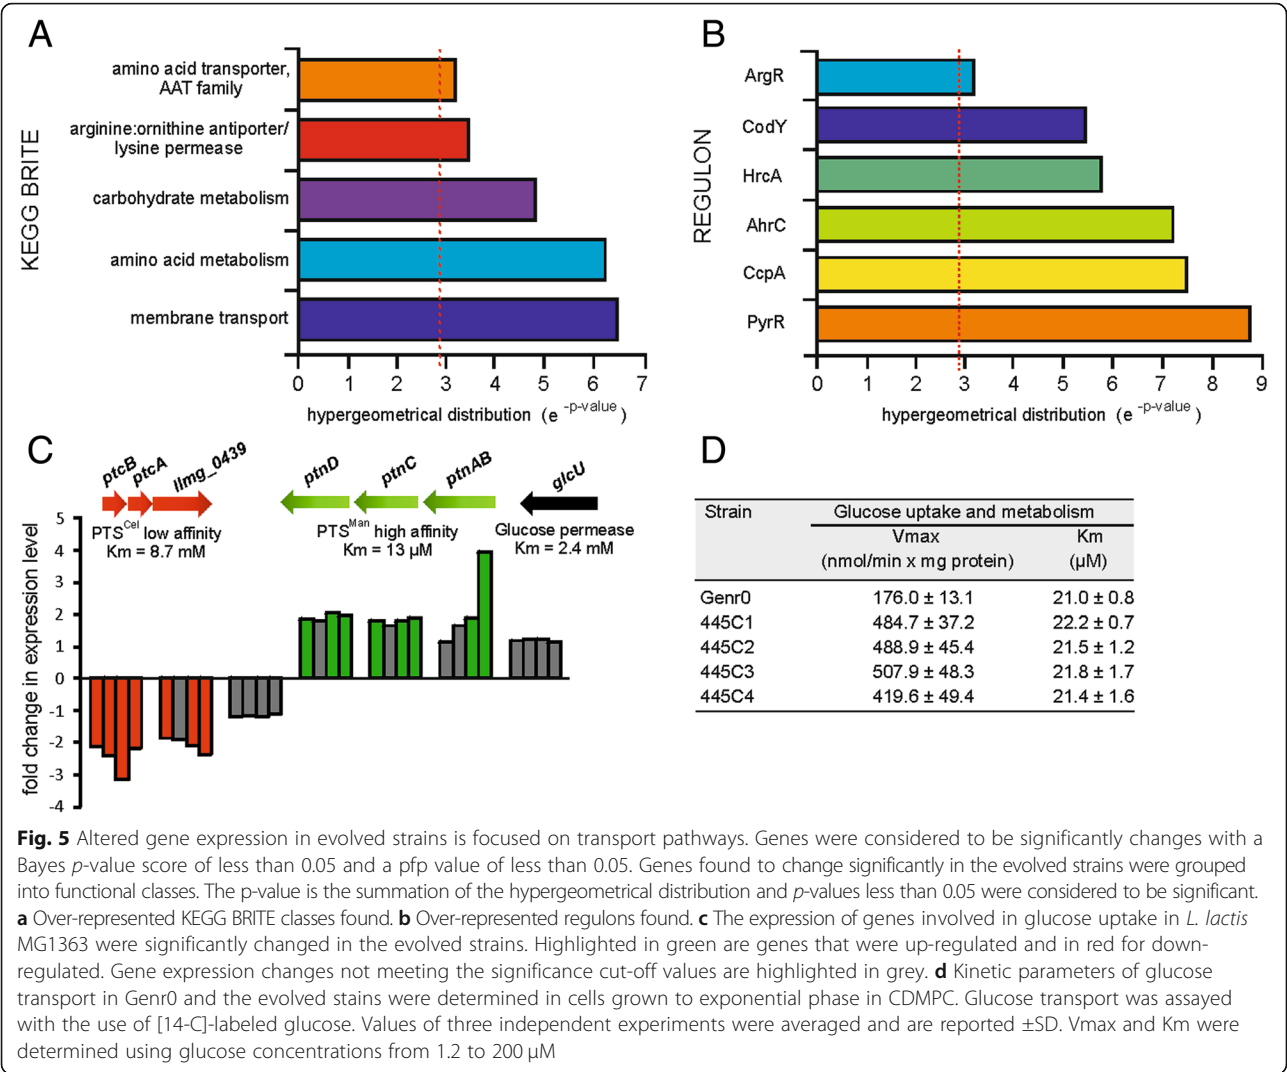 A
KEGG BRITE
amino acid transporter,
AAT family
arginine:ornithine antiporter/
lysine permease
carbohydrate metabolism
amino acid metabolism
membrane transport
0 1 2 3 4 5 6 7
hypergeometrical distribution (e -p-value )
B
REGULON
ArgR
CodY
HrcA
AhrC
CcpA
PyrR
0 1 2 3 4 5 6 7 8 9
hypergeometrical distribution (e -p-value )
C
ptcB ptcA llmg_0439 ptnD ptnC ptnAB glcU
PTSCel low affinity
Km = 8.7 mM
PTSMan high affinity
Km = 13 µM
Glucose permease
Km = 2.4 mM
fold change in expression level
5
4
3
2
1
0
-1
-2
-3
-4
D
Strain Glucose uptake and metabolism
Vmax Km
(nmol/min x mg protein) (µM)
Genr0 176.0 ± 13.1 21.0 ± 0.8
445C1 484.7 ± 37.2 22.2 ± 0.7
445C2 488.9 ± 45.4 21.5 ± 1.2
445C3 507.9 ± 48.3 21.8 ± 1.7
445C4 419.6 ± 49.4 21.4 ± 1.6
Fig. 5 Altered gene expression in evolved strains is focused on transport pathways. Genes were considered to be significantly changes with a
Bayes p-value score of less than 0.05 and a pfp value of less than 0.05. Genes found to change significantly in the evolved strains were grouped
into functional classes. The p-value is the summation of the hypergeometrical distribution and p-values less than 0.05 were considered to be significant.
a Over-represented KEGG BRITE classes found. b Over-represented regulons found. c The expression of genes involved in glucose uptake in L. lactis
MG1363 were significantly changed in the evolved strains. Highlighted in green are genes that were up-regulated and in red for down-
regulated. Gene expression changes not meeting the significance cut-off values are highlighted in grey. d Kinetic parameters of glucose
transport in Genr0 and the evolved stains were determined in cells grown to exponential phase in CDMPC. Glucose transport was assayed
with the use of [14-C]-labeled glucose. Values of three independent experiments were averaged and are reported ±SD. Vmax and Km were
determined using glucose concentrations from 1.2 to 200 µM